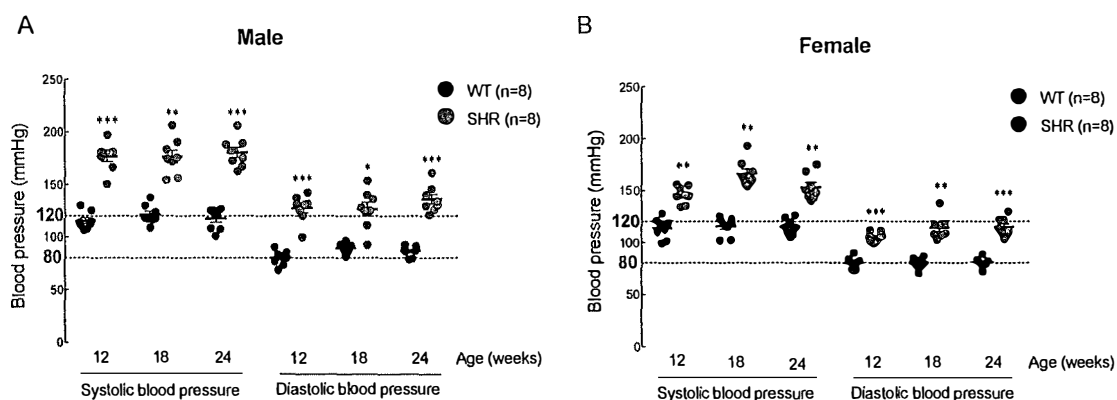 A
Male
250
200
150
120
100
80
50
0
Blood pressure (mmHg)
WT (n=8)
SHR (n=8)
***
**
***
***
*
***
12
18
24
12
18
24
Age (weeks)
Systolic blood pressure
Diastolic blood pressure
B
Female
250
200
150
120
100
80
50
0
Blood pressure (mmHg)
WT (n=8)
SHR (n=8)
**
**
**
***
**
***
12
18
24
12
18
24
Age (weeks)
Systolic blood pressure
Diastolic blood pressure